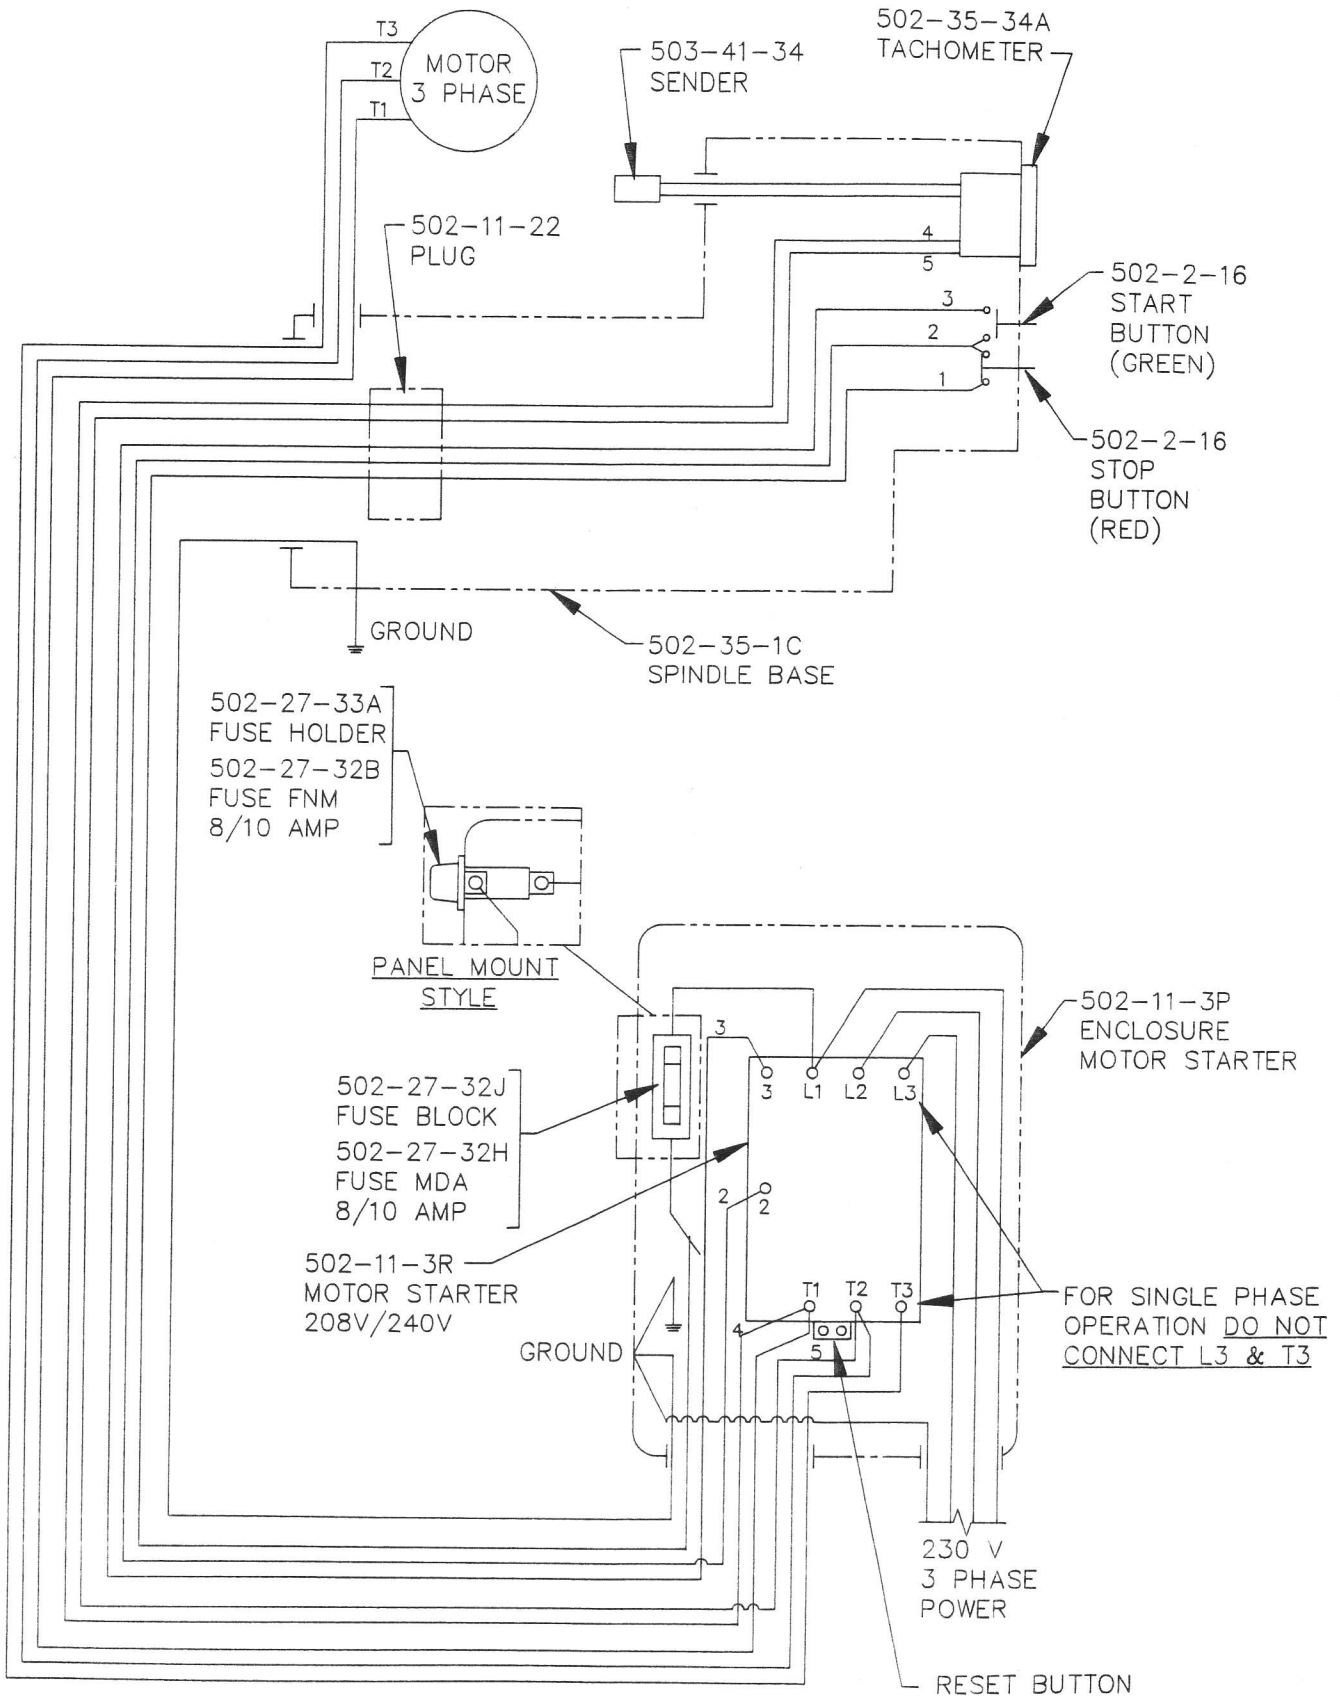 T3
T2
T1
MOTOR
3 PHASE
503-41-34
SENDER
502-35-34A
TACHOMETER
502-11-22
PLUG
4
5
3
2
1
502-2-16
START
BUTTON
(GREEN)
502-2-16
STOP
BUTTON
(RED)
GROUND
502-35-1C
SPINDLE BASE
502-27-33A
FUSE HOLDER
502-27-32B
FUSE FNM
8/10 AMP
PANEL MOUNT
STYLE
502-11-3P
ENCLOSURE
MOTOR STARTER
3
3
L1
L2
L3
502-27-32J
FUSE BLOCK
502-27-32H
FUSE MDA
8/10 AMP
2
2
502-11-3R
MOTOR STARTER
208V/240V
T1
T2
T3
4
5
GROUND
FOR SINGLE PHASE
OPERATION DO NOT
CONNECT L3 & T3
230 V
3 PHASE
POWER
RESET BUTTON